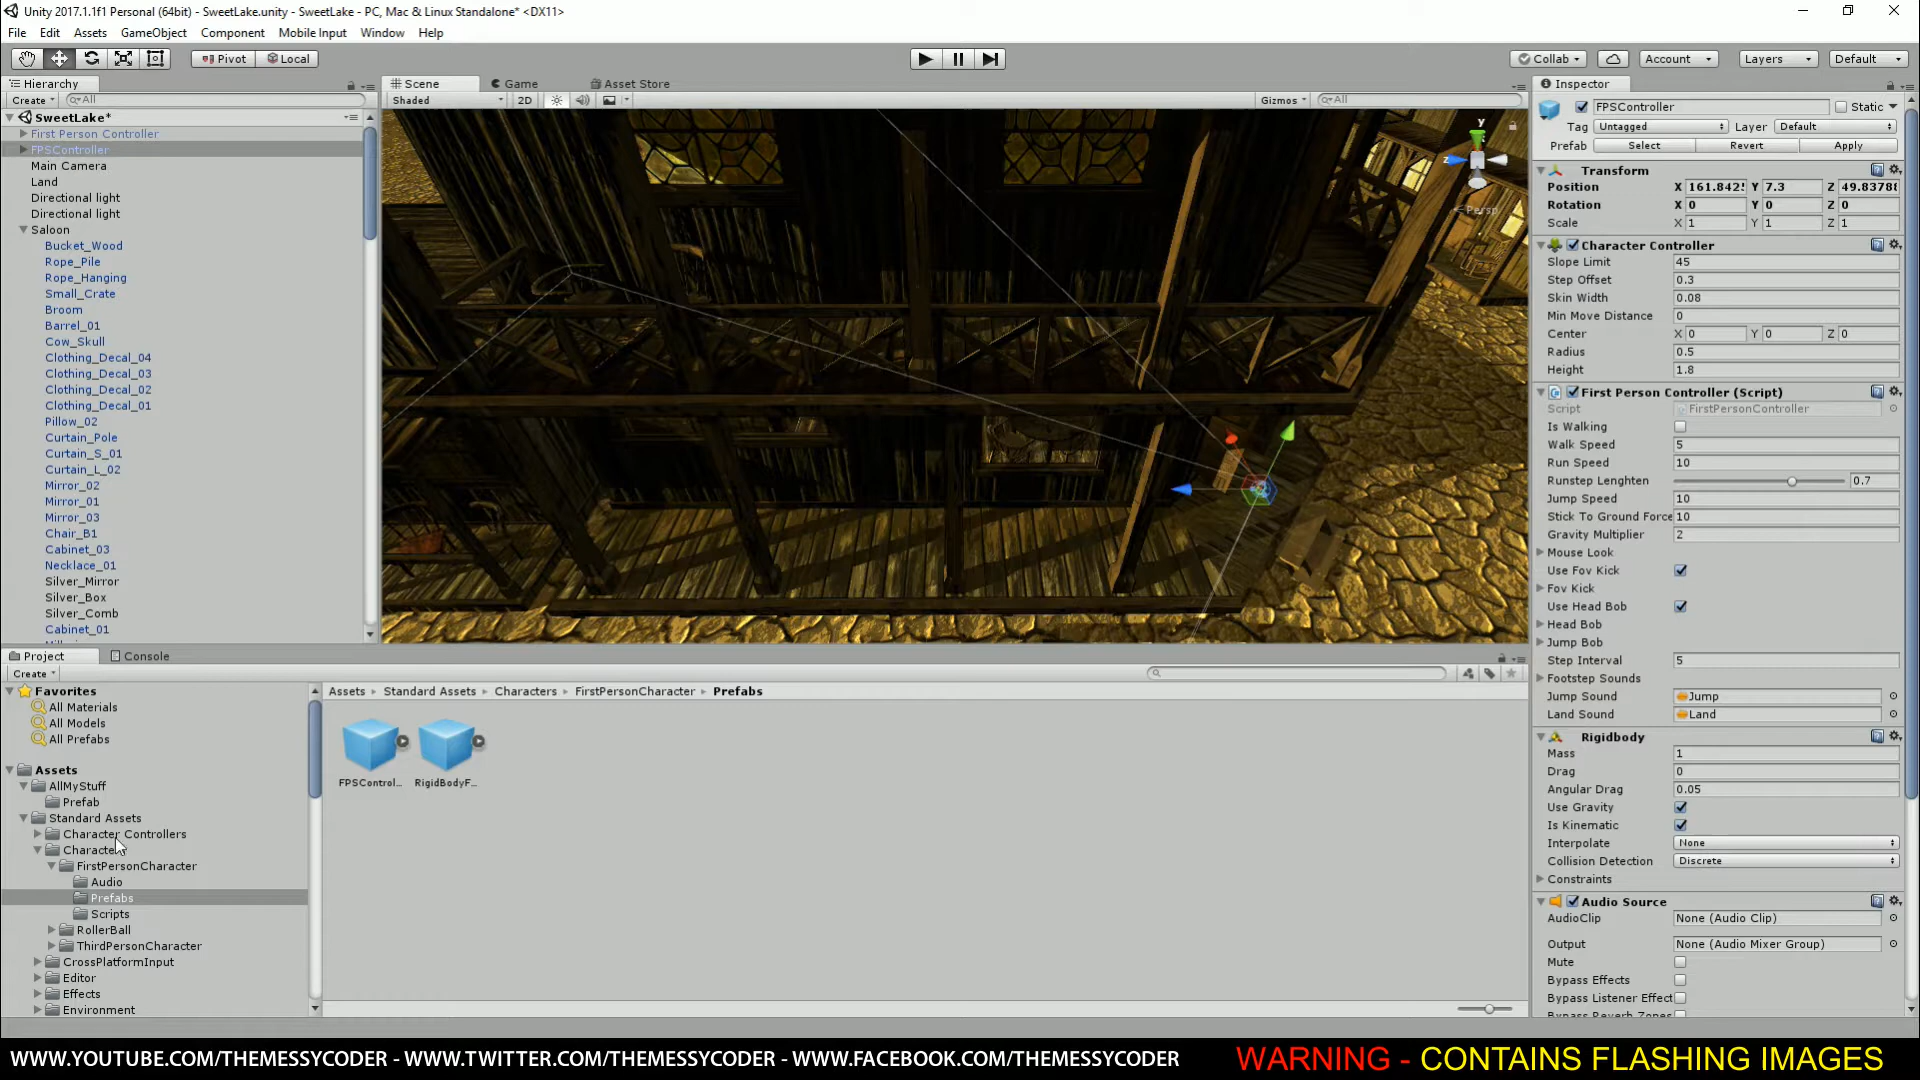 Unity 2017.1.1f1 Personal (64bit) - SweetLake.unity - SweetLake - PC, Mac & Linux Standalone* <DX11>
File Edit Assets GameObject Component Mobile Input Window Help
Pivot Local Collab Account Layers Default
Hierarchy
Create All
SweetLake*
First Person Controller
FPSController
Main Camera
Land
Directional light
Directional light
Saloon
Bucket_Wood
Rope_Pile
Rope_Hanging
Small_Crate
Broom
Barrel_01
Cow_Skull
Clothing_Decal_04
Clothing_Decal_03
Clothing_Decal_02
Clothing_Decal_01
Pillow_02
Curtain_Pole
Curtain_S_01
Curtain_L_02
Mirror_02
Mirror_01
Mirror_03
Chair_B1
Cabinet_03
Necklace_01
Silver_Mirror
Silver_Box
Silver_Comb
Cabinet_01
Scene Game Asset Store
Shaded 2D Gizmos All
y
z
Persp
Inspector
FPSController Static
Tag Untagged Layer Default
Prefab Select Revert Apply
Transform
Position X 161.842 Y 7.3 Z 49.8378
Rotation X 0 Y 0 Z 0
Scale X 1 Y 1 Z 1
Character Controller
Slope Limit 45
Step Offset 0.3
Skin Width 0.08
Min Move Distance 0
Center X 0 Y 0 Z 0
Radius 0.5
Height 1.8
First Person Controller (Script)
Script FirstPersonController
Is Walking
Walk Speed 5
Run Speed 10
Runstep Lenghten 0.7
Jump Speed 10
Stick To Ground Force 10
Gravity Multiplier 2
Mouse Look
Use Fov Kick
Fov Kick
Use Head Bob
Head Bob
Jump Bob
Step Interval 5
Footstep Sounds
Jump Sound Jump
Land Sound Land
Rigidbody
Mass 1
Drag 0
Angular Drag 0.05
Use Gravity
Is Kinematic
Interpolate None
Collision Detection Discrete
Constraints
Audio Source
AudioClip None (Audio Clip)
Output None (Audio Mixer Group)
Mute
Bypass Effects
Bypass Listener Effect
Bypass Reverb Zones
Project Console
Create
Favorites
All Materials
All Models
All Prefabs
Assets
AllMyStuff
Prefab
Standard Assets
Character Controllers
Characters
FirstPersonCharacter
Audio
Prefabs
Scripts
RollerBall
ThirdPersonCharacter
CrossPlatformInput
Editor
Effects
Environment
Assets Standard Assets Characters FirstPersonCharacter Prefabs
FPSControl... RigidBodyF...
WWW.YOUTUBE.COM/THEMESSYCODER - WWW.TWITTER.COM/THEMESSYCODER - WWW.FACEBOOK.COM/THEMESSYCODER
WARNING - CONTAINS FLASHING IMAGES